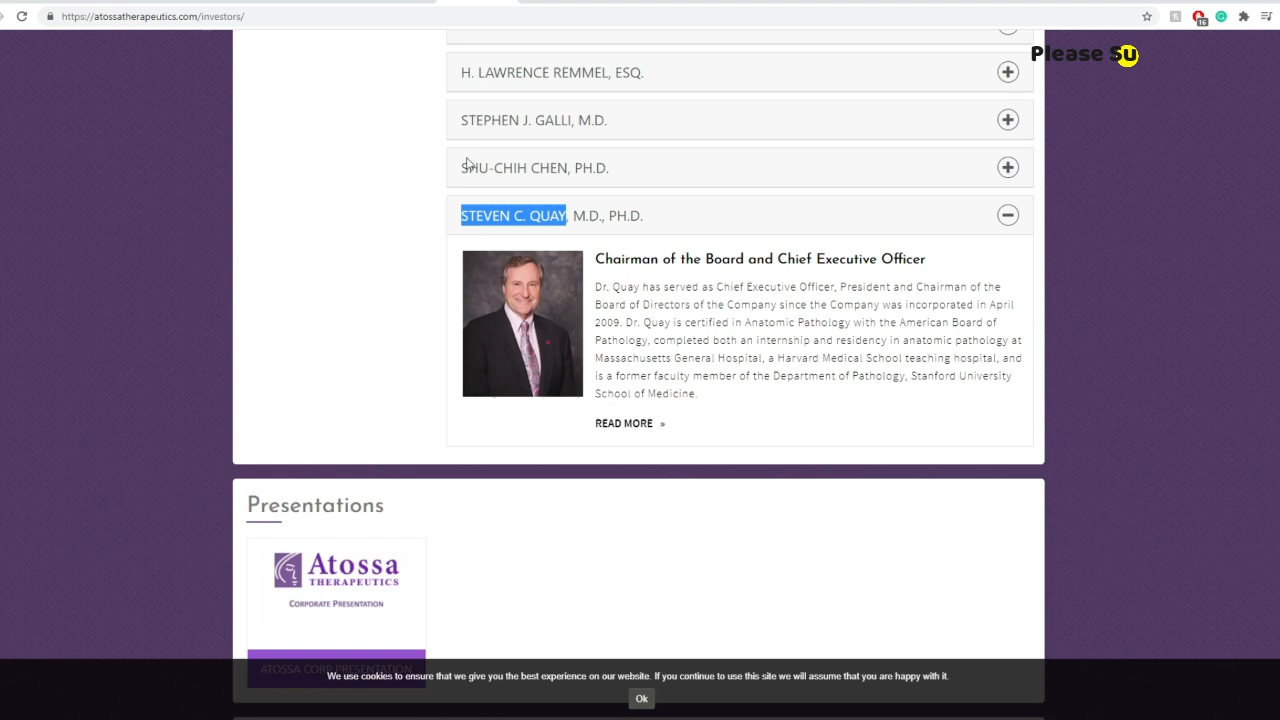 https://atossatherapeutics.com/investors/
15
Please Su
H. LAWRENCE REMMEL, ESQ.
STEPHEN J. GALLI, M.D.
SHU-CHIH CHEN, PH.D.
STEVEN C. QUAY, M.D., PH.D.
Chairman of the Board and Chief Executive Officer
Dr. Quay has served as Chief Executive Officer, President and Chairman of the
Board of Directors of the Company since the Company was incorporated in April
2009. Dr. Quay is certified in Anatomic Pathology with the American Board of
Pathology, completed both an internship and residency in anatomic pathology at
Massachusetts General Hospital, a Harvard Medical School teaching hospital, and
is a former faculty member of the Department of Pathology, Stanford University
School of Medicine.
READ MORE »
Presentations
Atossa
THERAPEUTICS
CORPORATE PRESENTATION
ATOSSA CORP PRESENTATION
We use cookies to ensure that we give you the best experience on our website. If you continue to use this site we will assume that you are happy with it.
Ok